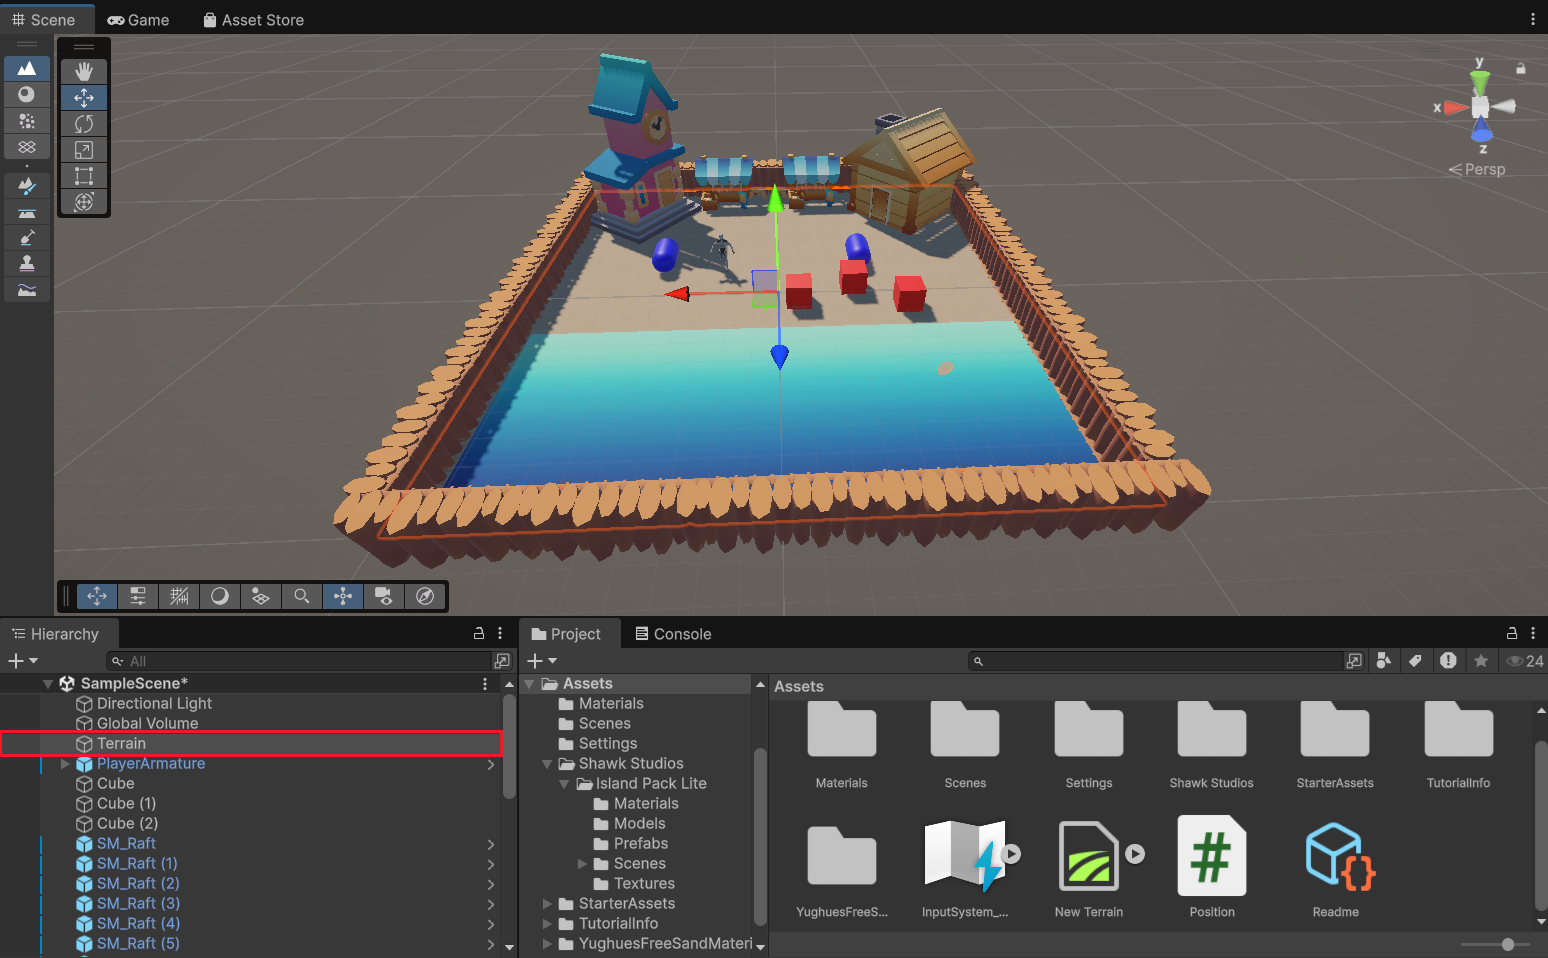 Scene
Game
Asset Store
y
x
z
Persp
Hierarchy
All
SampleScene*
Directional Light
Global Volume
Terrain
PlayerArmature
Cube
Cube (1)
Cube (2)
SM_Raft
SM_Raft (1)
SM_Raft (2)
SM_Raft (3)
SM_Raft (4)
SM_Raft (5)
Project
Console
24
Assets
Materials
Scenes
Settings
Shawk Studios
Island Pack Lite
Materials
Models
Prefabs
Scenes
Textures
StarterAssets
TutorialInfo
YughuesFreeSandMateri
Assets
Materials
Scenes
Settings
Shawk Studios
StarterAssets
TutorialInfo
YughuesFreeS...
InputSystem_...
New Terrain
Position
Readme